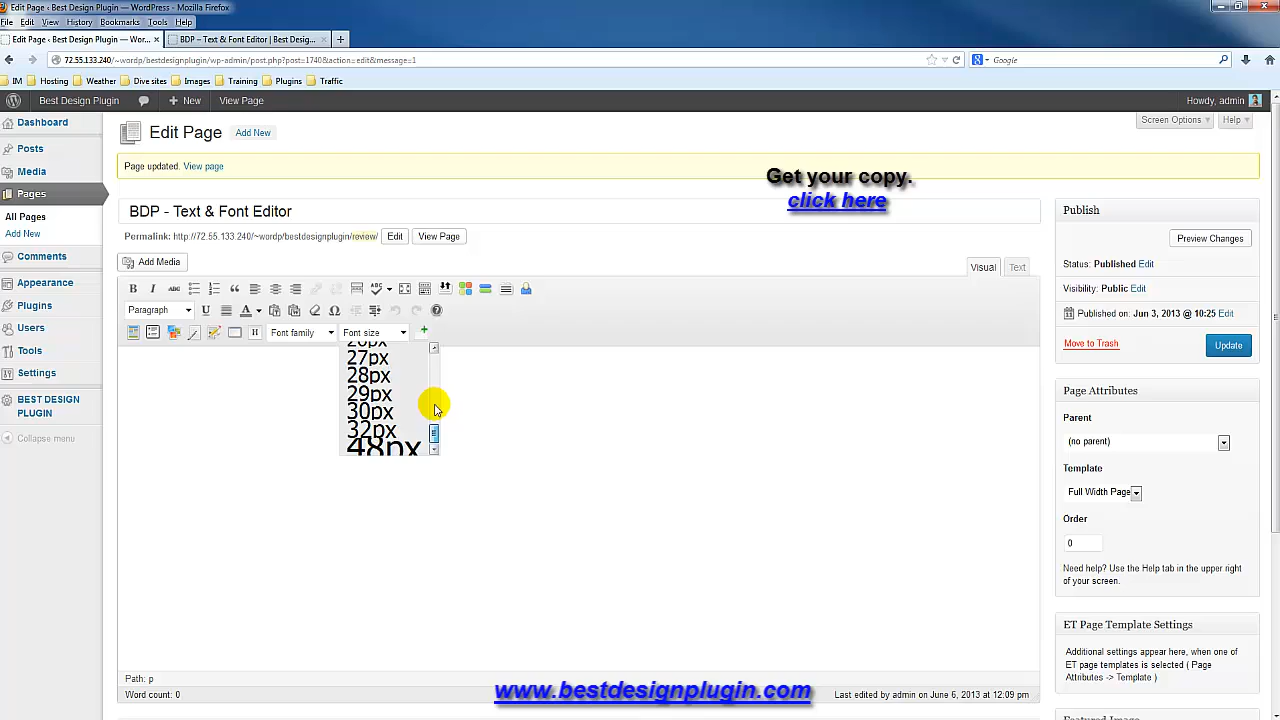 Edit Page ‹ Best Design Plugin — WordPress - Mozilla Firefox
File Edit View History Bookmarks Tools Help
Edit Page ‹ Best Design Plugin — Wo... × BDP – Text & Font Editor | Best Desig... × +
72.55.133.240/~wordp/bestdesignplugin/wp-admin/post.php?post=1740&action=edit&message=1 Google
IM Hosting Weather Dive sites Images Training Plugins Traffic
Best Design Plugin + New View Page Howdy, admin
Dashboard
Posts
Media
Pages
All Pages
Add New
Comments
Appearance
Plugins
Users
Tools
Settings
BEST DESIGN
PLUGIN
Collapse menu
Edit Page Add New
Screen Options Help
Page updated. View page
Get your copy.
click here
BDP - Text & Font Editor
Permalink: http://72.55.133.240/~wordp/bestdesignplugin/review/ Edit View Page
Add Media
Visual Text
B I ABC
Paragraph U A Ω
H Font family Font size +
26px
27px
28px
29px
30px
32px
48px
Path: p
Word count: 0
Last edited by admin on June 6, 2013 at 12:09 pm
www.bestdesignplugin.com
Publish
Preview Changes
Status: Published Edit
Visibility: Public Edit
Published on: Jun 3, 2013 @ 10:25 Edit
Move to Trash Update
Page Attributes
Parent
(no parent)
Template
Full Width Page
Order
0
Need help? Use the Help tab in the upper right
of your screen.
ET Page Template Settings
Additional settings appear here, when one of
ET page templates is selected ( Page
Attributes -> Template )
Featured Image